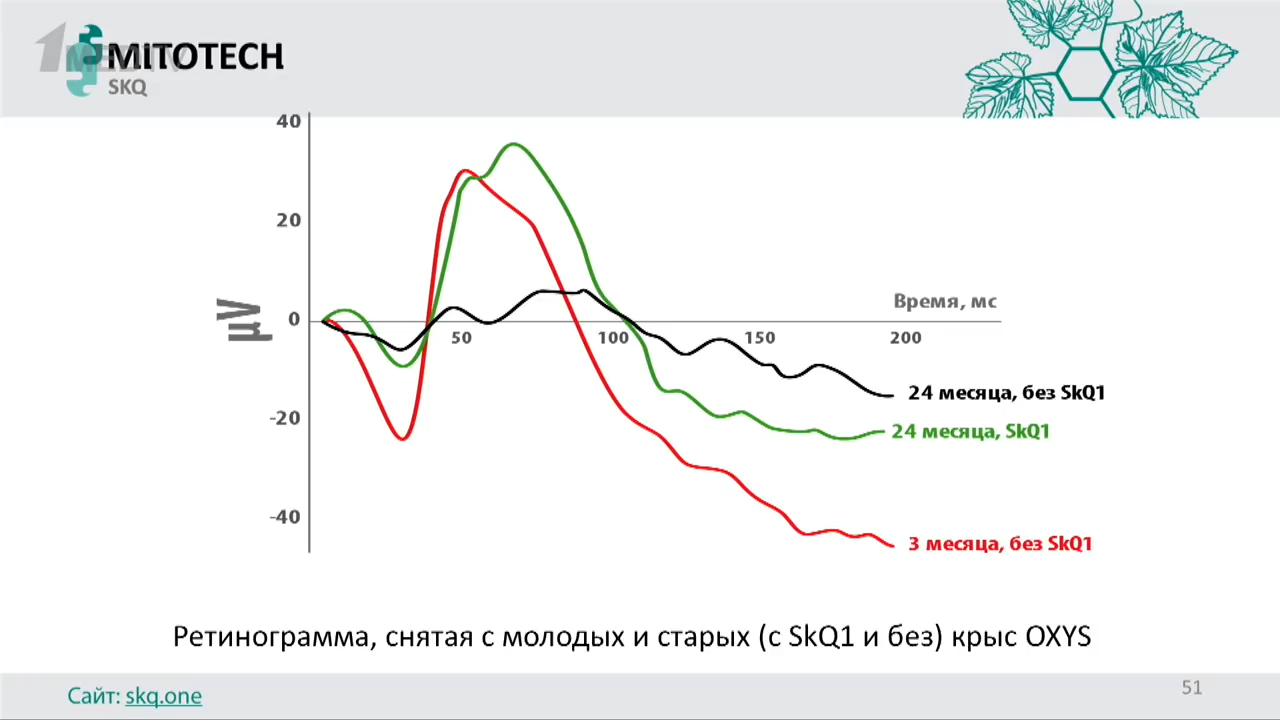 1MEDTV
MITOTECH
SKQ
40
20
0
-20
-40
µV
Время, мс
50 100 150 200
24 месяца, без SkQ1
24 месяца, SkQ1
3 месяца, без SkQ1
Ретинограмма, снятая с молодых и старых (с SkQ1 и без) крыс OXYS
Сайт: skq.one
51